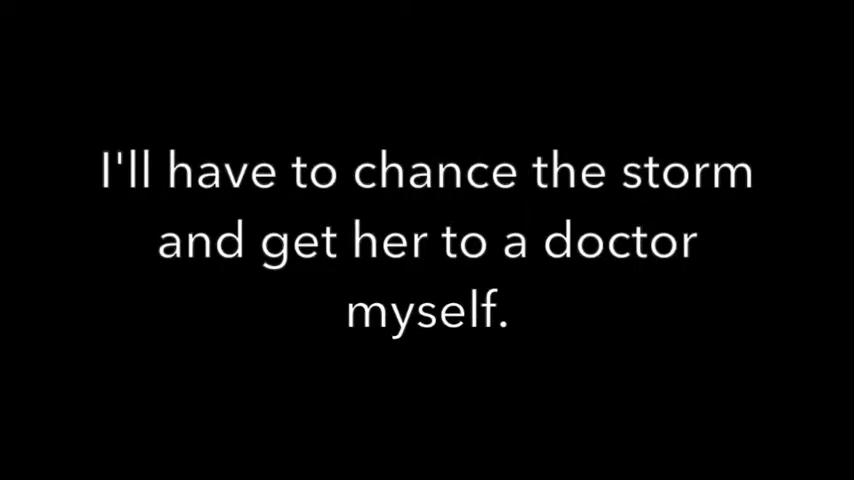 I'll have to chance the storm
and get her to a doctor
myself.